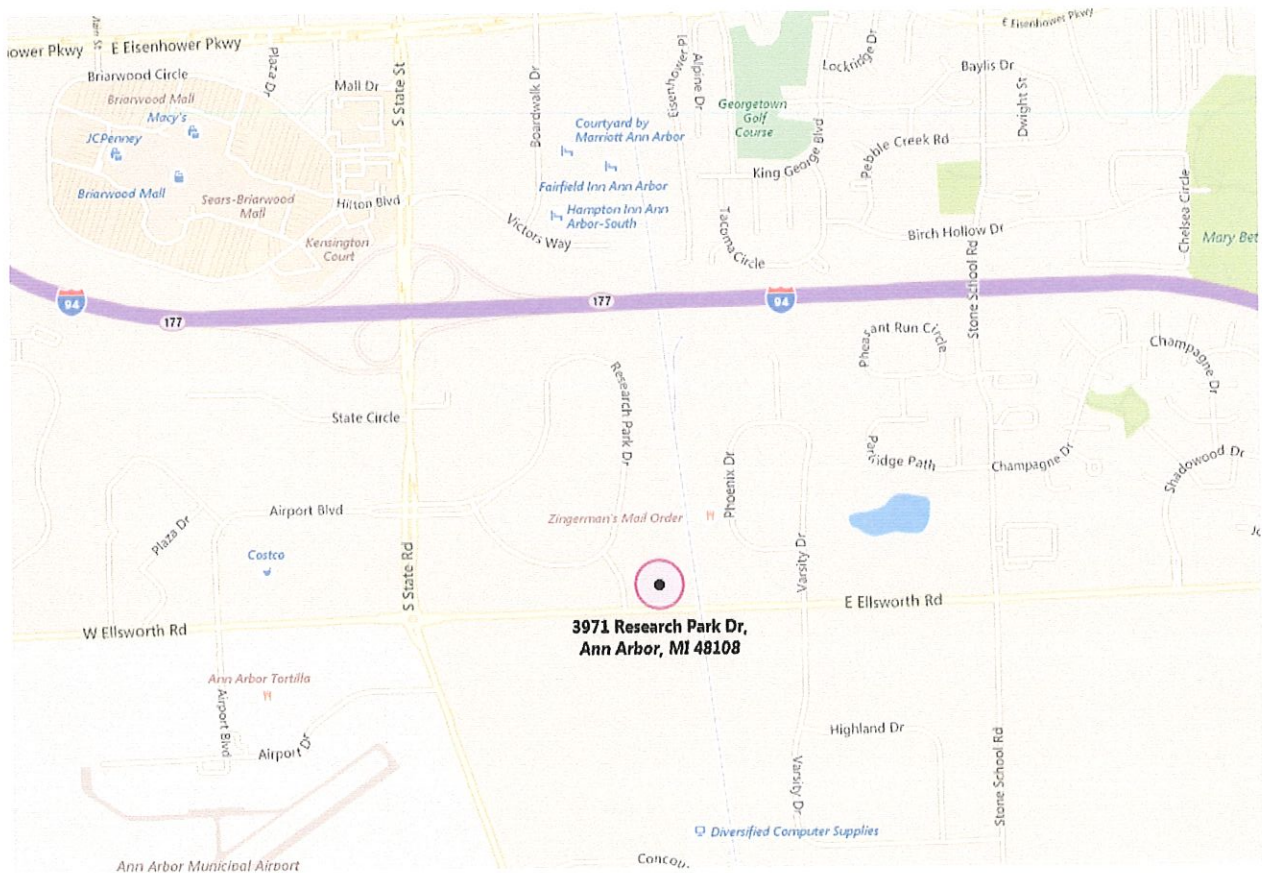 ower Pkwy
E Eisenhower Pkwy
Main St
Plaza Dr
S State St
Boardwalk Dr
Eisenhower Pl
Alpine Dr
Lockridge Dr
E Eisenhower Pkwy
Baylis Dr
Dwight St
Briarwood Circle
Mall Dr
Briarwood Mall
Macy's
JCPenney
Briarwood Mall
Sears-Briarwood
Mall
Hilton Blvd
Kensington
Court
Courtyard by
Marriott Ann Arbor
Fairfield Inn Ann Arbor
Hampton Inn Ann
Arbor-South
Victors Way
Georgetown
Golf
Course
King George Blvd
Pebble Creek Rd
Tacoma Circle
Birch Hollow Dr
Chelsea Circle
Mary Bet
Stone School Rd
94
177
177
94
Pheasant Run Circle
Champagne Dr
Research Park Dr
State Circle
Partridge Path
Champagne Dr
Shadowood Dr
Phoenix Dr
Airport Blvd
Plaza Dr
Zingerman's Mail Order
Costco
S State Rd
Varsity Dr
Jo
W Ellsworth Rd
E Ellsworth Rd
3971 Research Park Dr,
Ann Arbor, MI 48108
Ann Arbor Tortilla
Airport Blvd
Airport Dr
Highland Dr
Varsity Dr
Stone School Rd
Diversified Computer Supplies
Concou
Ann Arbor Municipal Airport